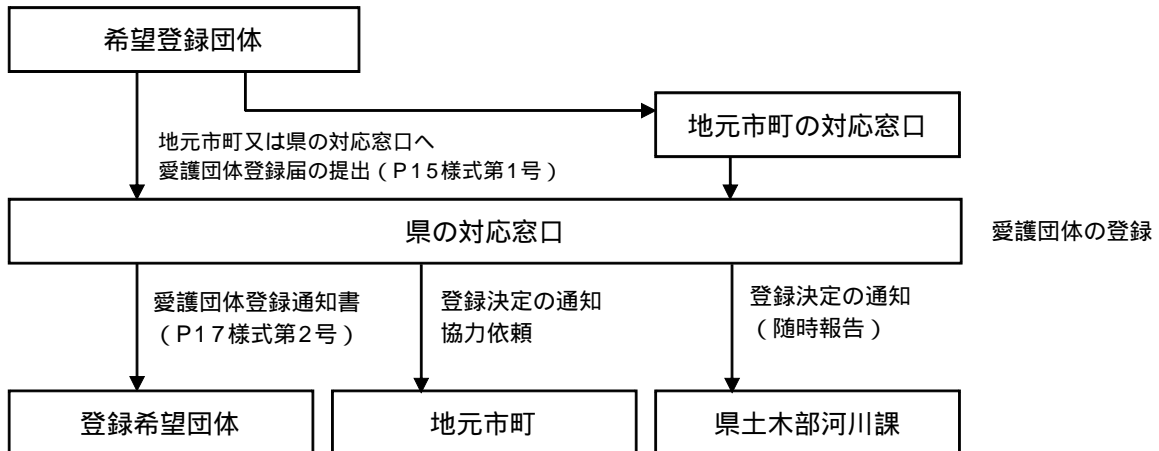 希望登録団体
地元市町の対応窓口
地元市町又は県の対応窓口へ
愛護団体登録届の提出(P15様式第1号)
県の対応窓口
愛護団体の登録
愛護団体登録通知書
(P17様式第2号)
登録決定の通知
協力依頼
登録決定の通知
(随時報告)
登録希望団体
地元市町
県土木部河川課